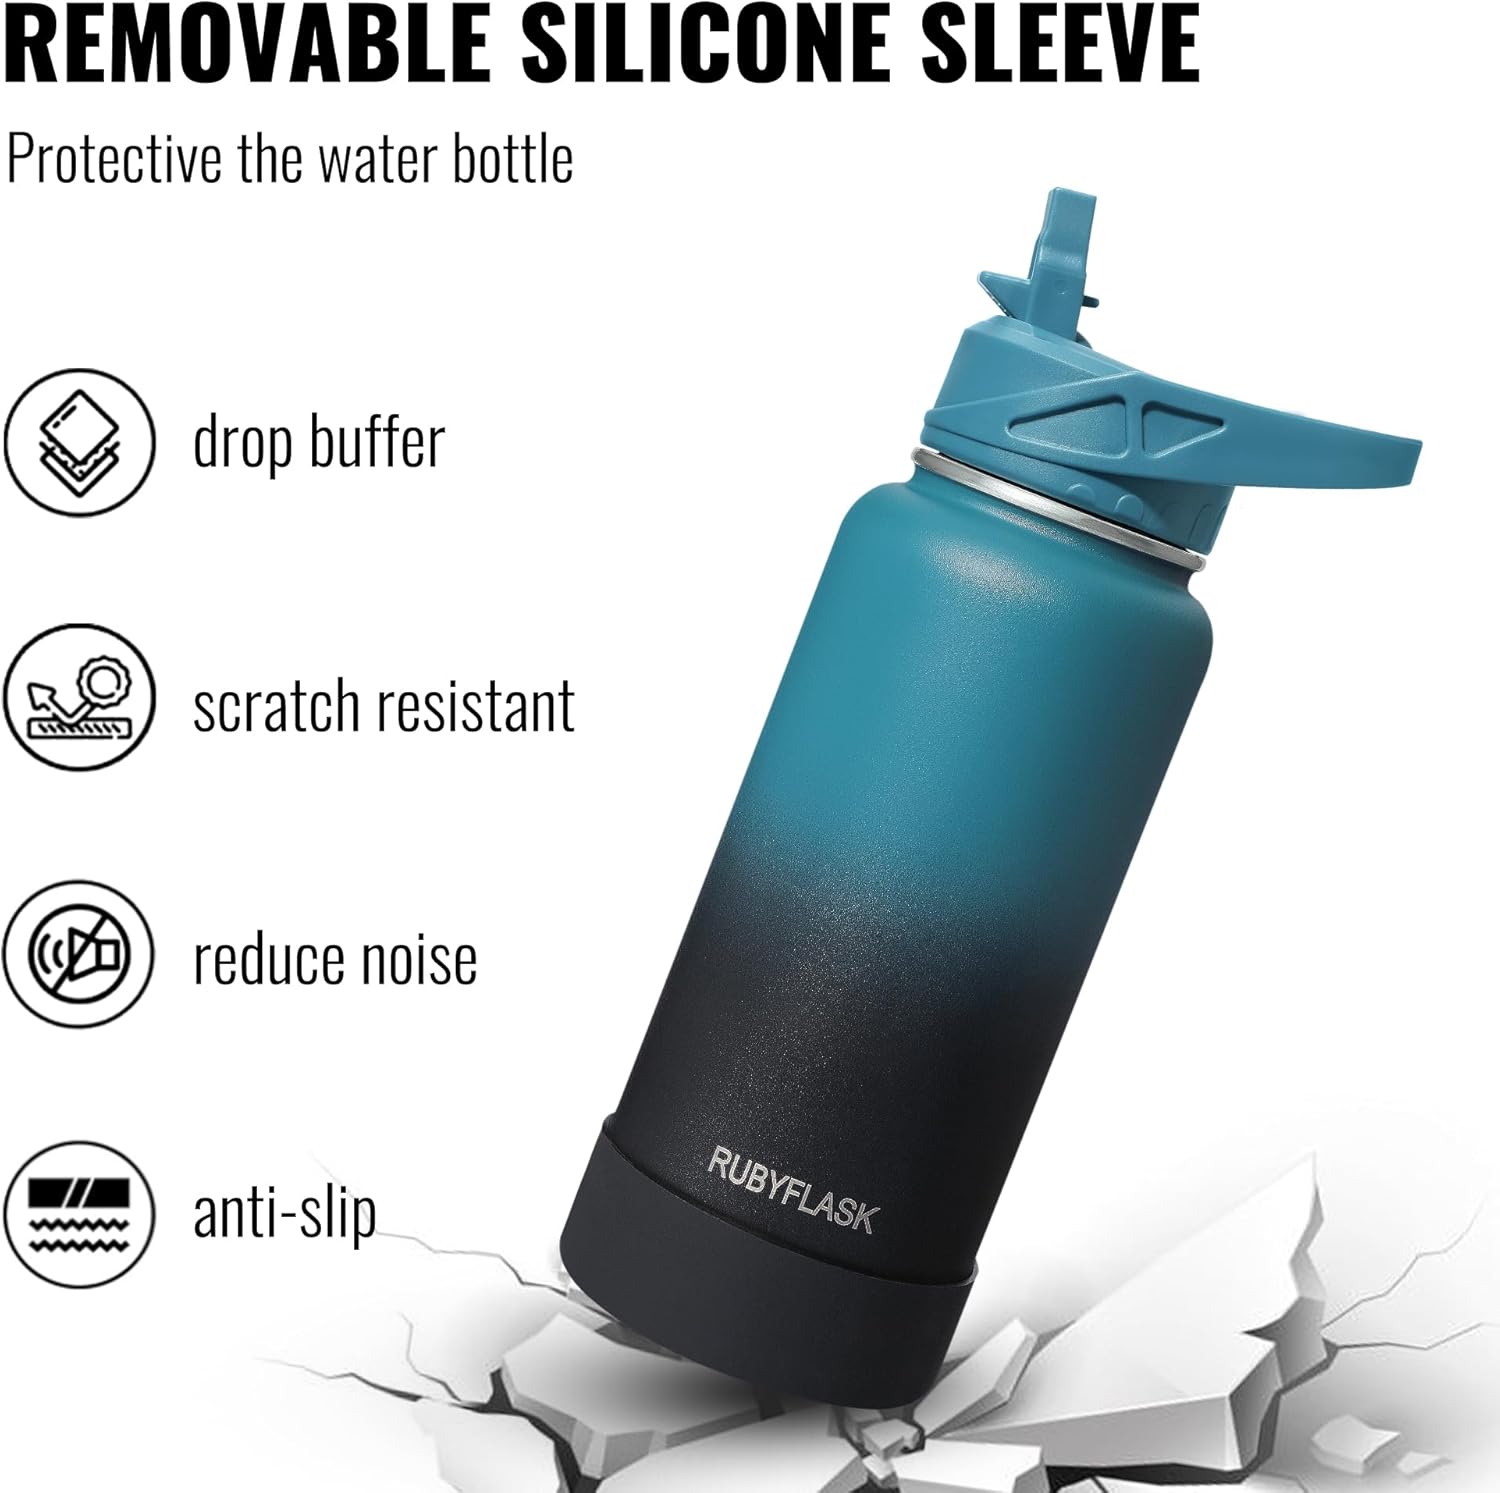 REMOVABLE SILICONE SLEEVE
Protective the water bottle
drop buffer
scratch resistant
reduce noise
anti-slip
RUBYFLASK